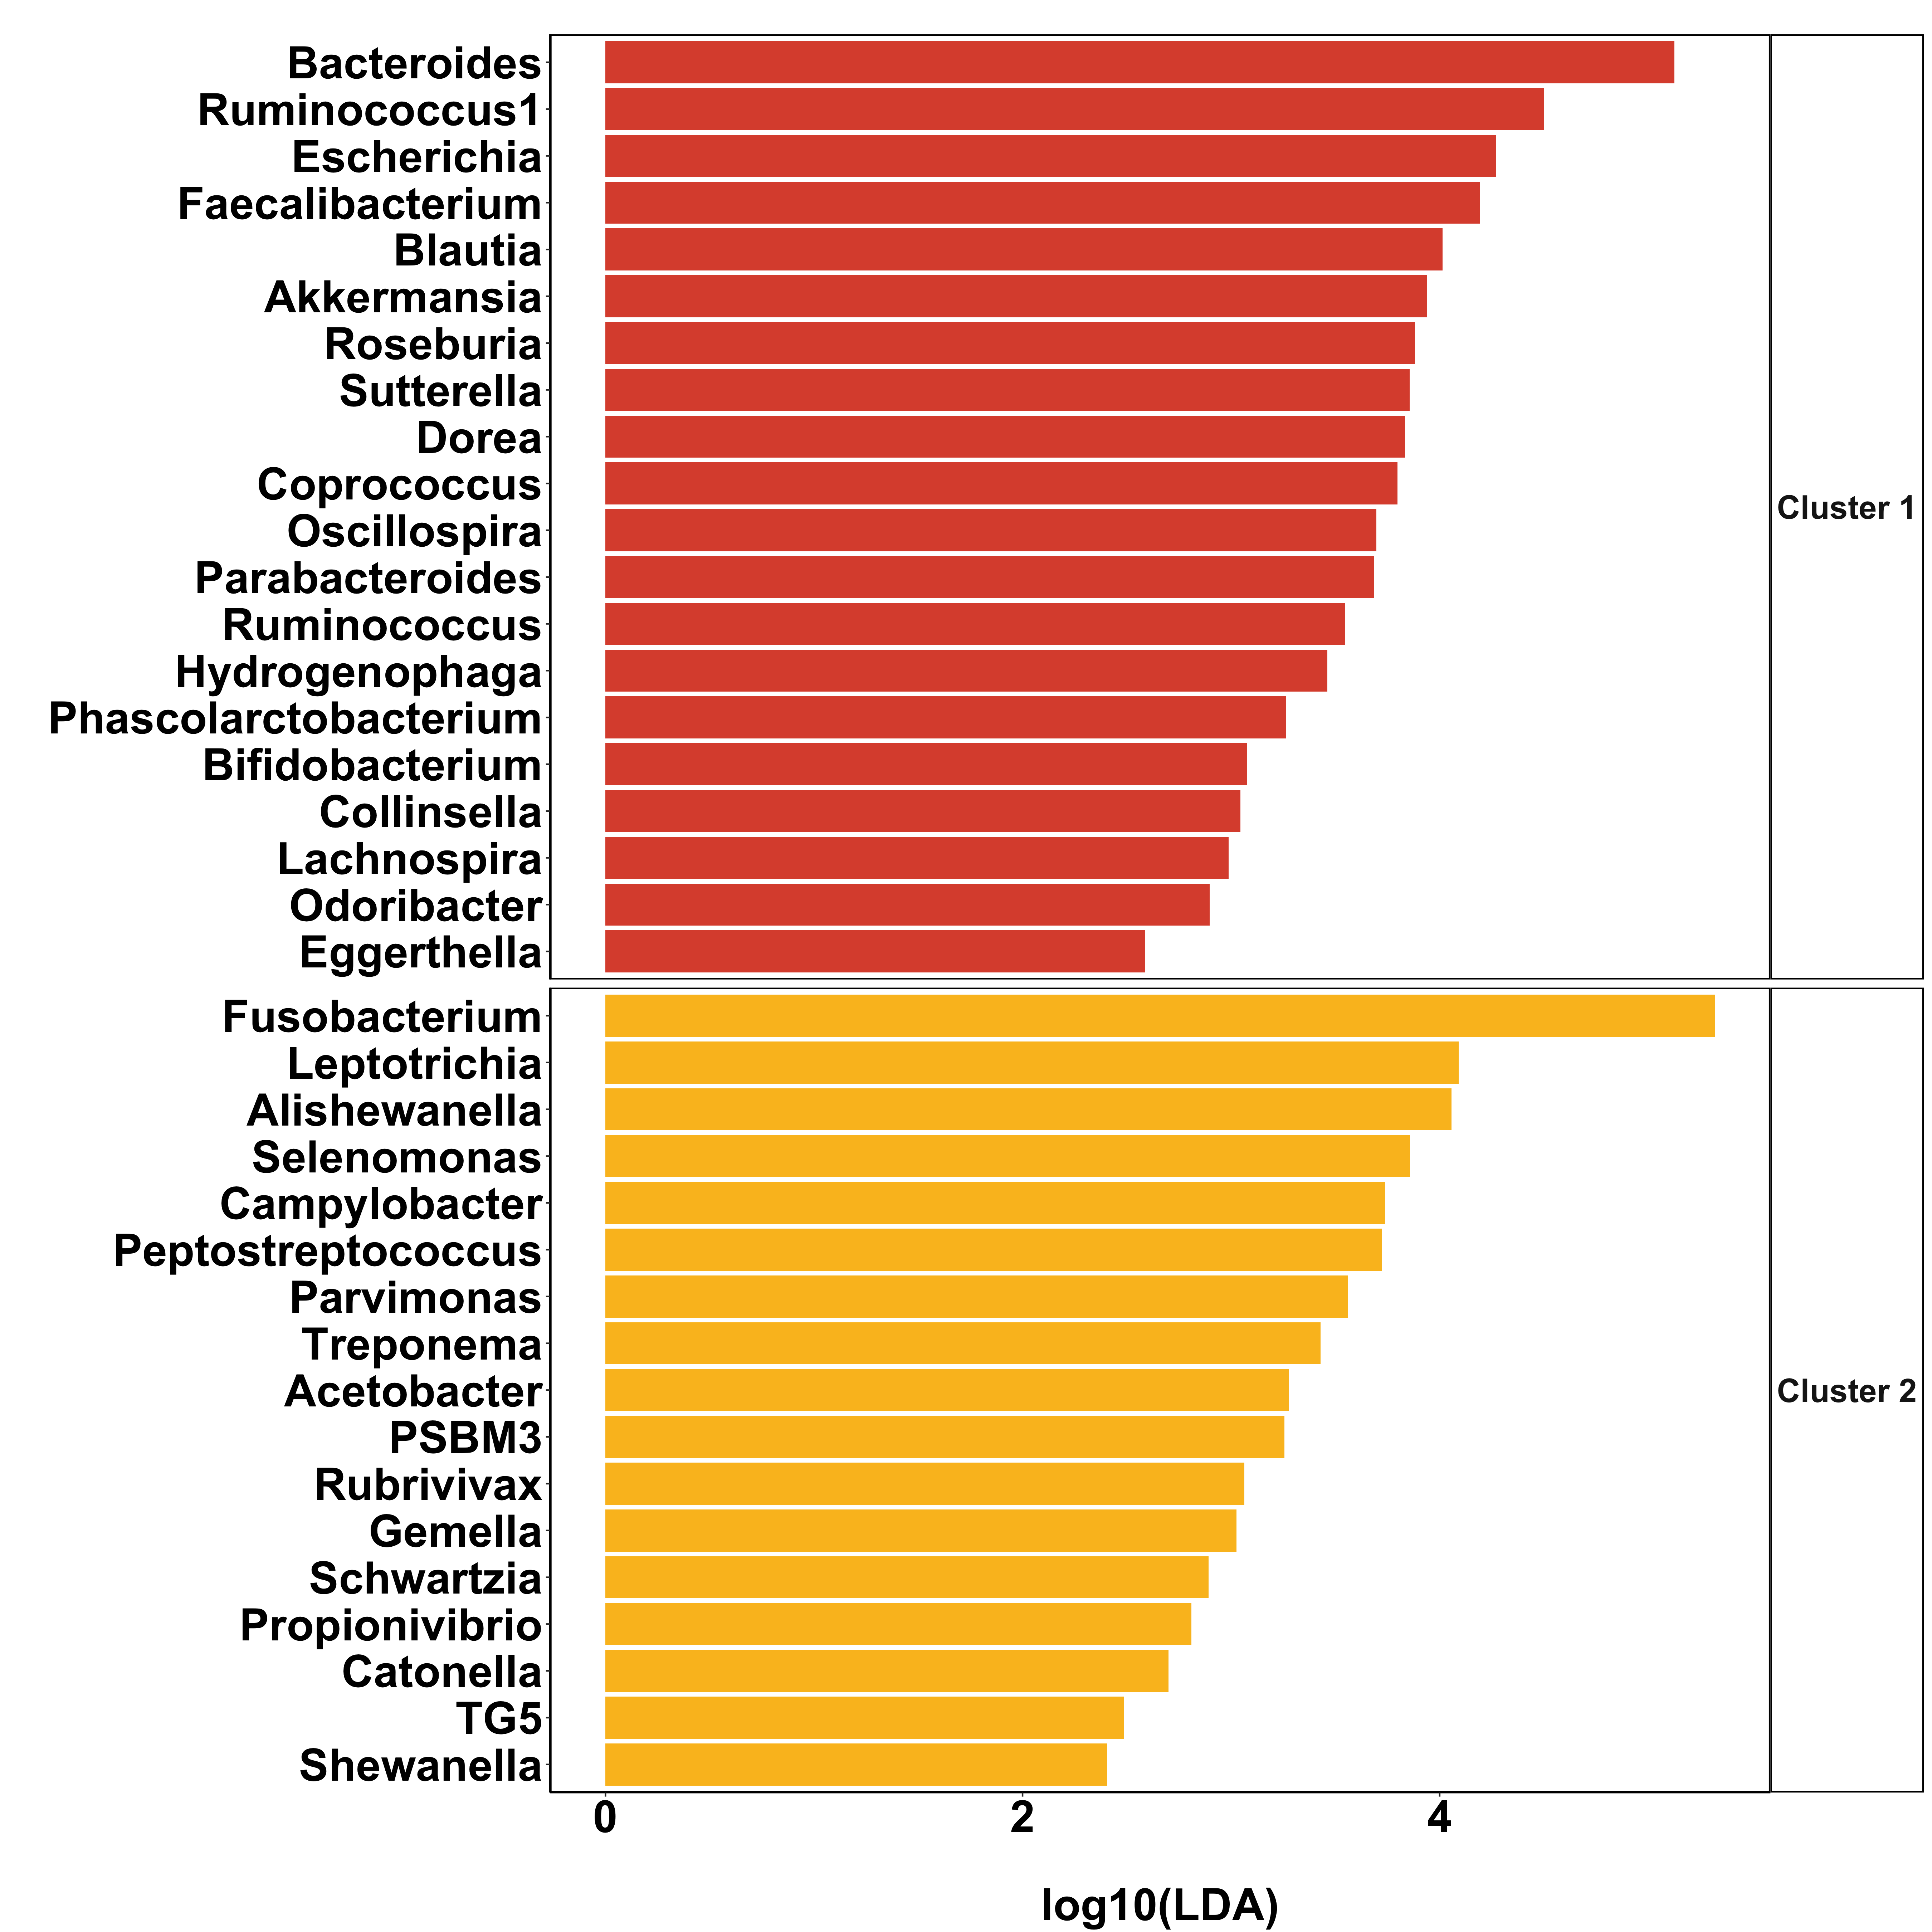 Bacteroides
Ruminococcus1
Escherichia
Faecalibacterium
Blautia
Akkermansia
Roseburia
Sutterella
Dorea
Coprococcus
Oscillospira
Parabacteroides
Ruminococcus
Hydrogenophaga
Phascolarctobacterium
Bifidobacterium
Collinsella
Lachnospira
Odoribacter
Eggerthella
Cluster 1
Fusobacterium
Leptotrichia
Alishewanella
Selenomonas
Campylobacter
Peptostreptococcus
Parvimonas
Treponema
Acetobacter
PSBM3
Rubrivivax
Gemella
Schwartzia
Propionivibrio
Catonella
TG5
Shewanella
Cluster 2
0 2 4
log10(LDA)